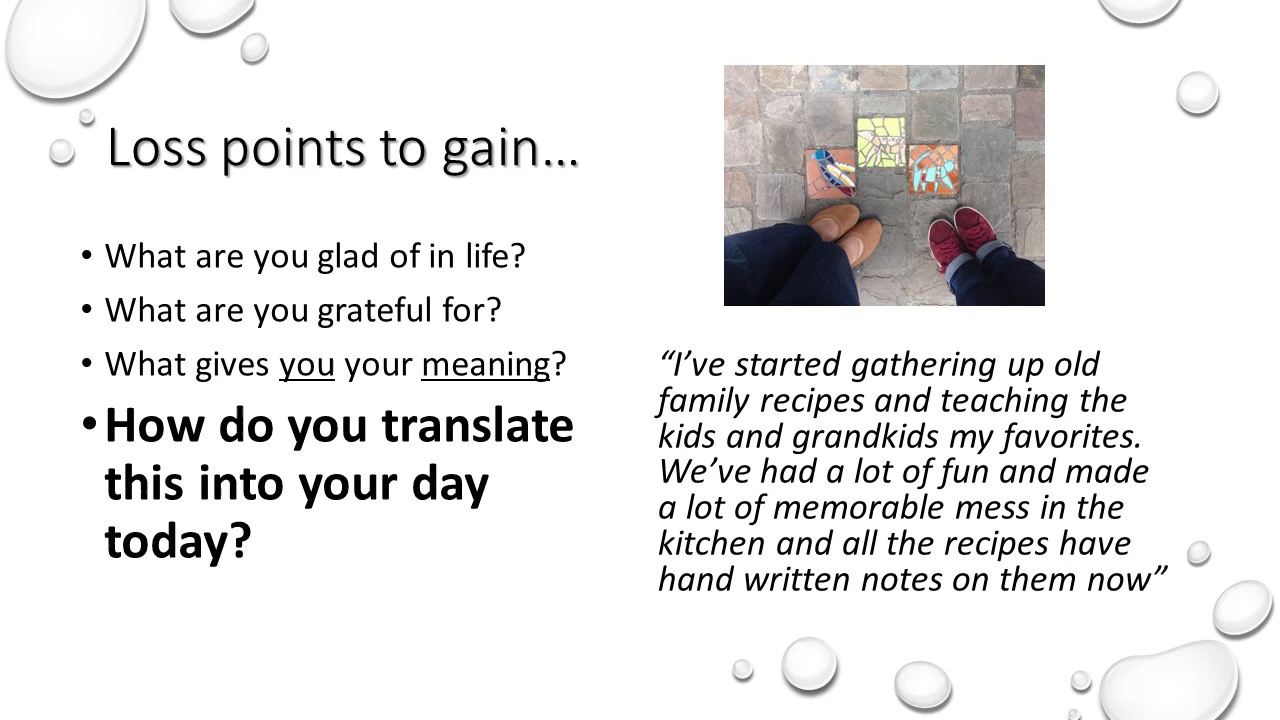 Loss points to gain…
• What are you glad of in life?
• What are you grateful for?
• What gives you your meaning?
• How do you translate
this into your day
today?
“I’ve started gathering up old
family recipes and teaching the
kids and grandkids my favorites.
We’ve had a lot of fun and made
a lot of memorable mess in the
kitchen and all the recipes have
hand written notes on them now”